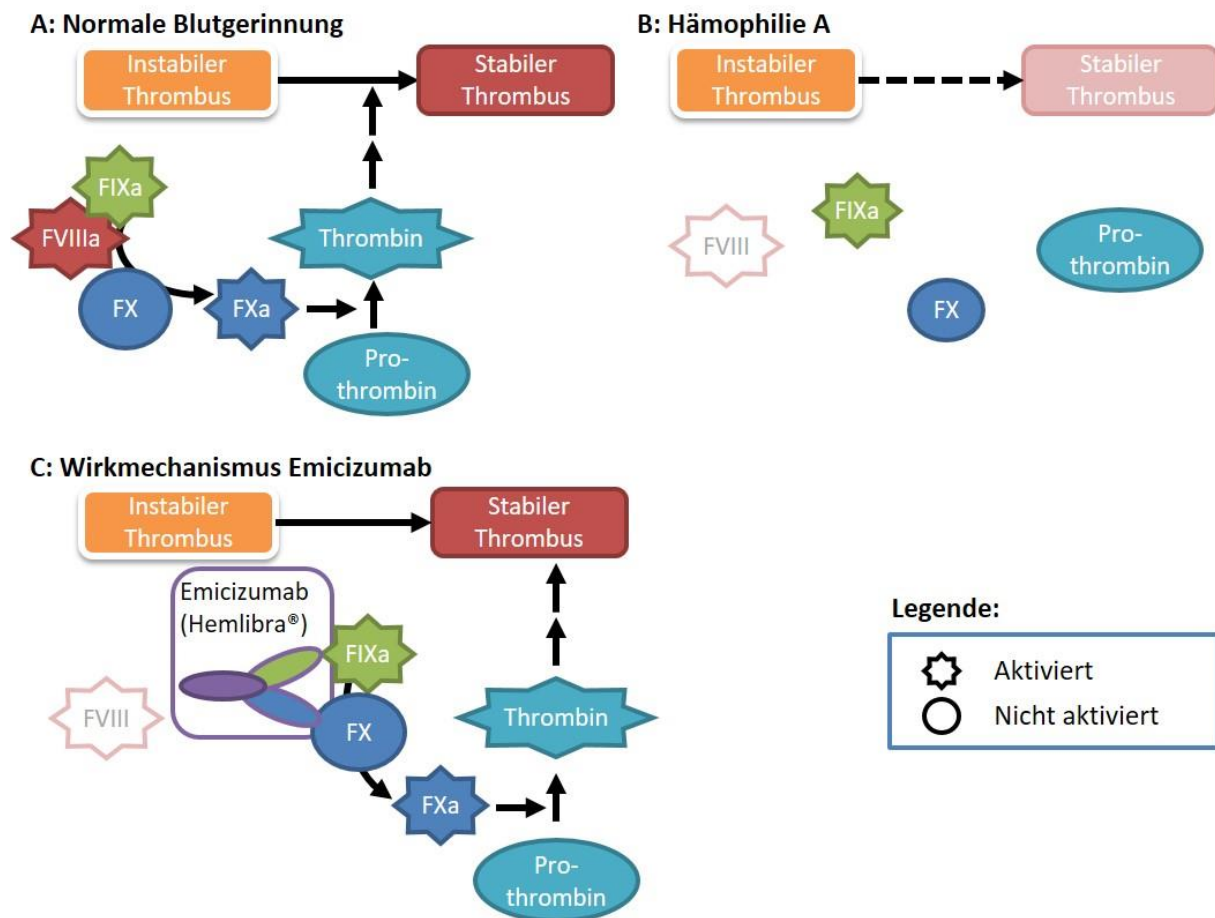 A: Normale Blutgerinnung
Instabiler
Thrombus
Stabiler
Thrombus
FIXa
FVIIIa
FX
FXa
Thrombin
Pro-
thrombin
B: Hämophilie A
Instabiler
Thrombus
Stabiler
Thrombus
FVIII
FIXa
FX
Pro-
thrombin
C: Wirkmechanismus Emicizumab
Instabiler
Thrombus
Stabiler
Thrombus
Emicizumab
(Hemlibra®)
FIXa
FVIII
FX
FXa
Thrombin
Pro-
thrombin
Legende:
Aktiviert
Nicht aktiviert